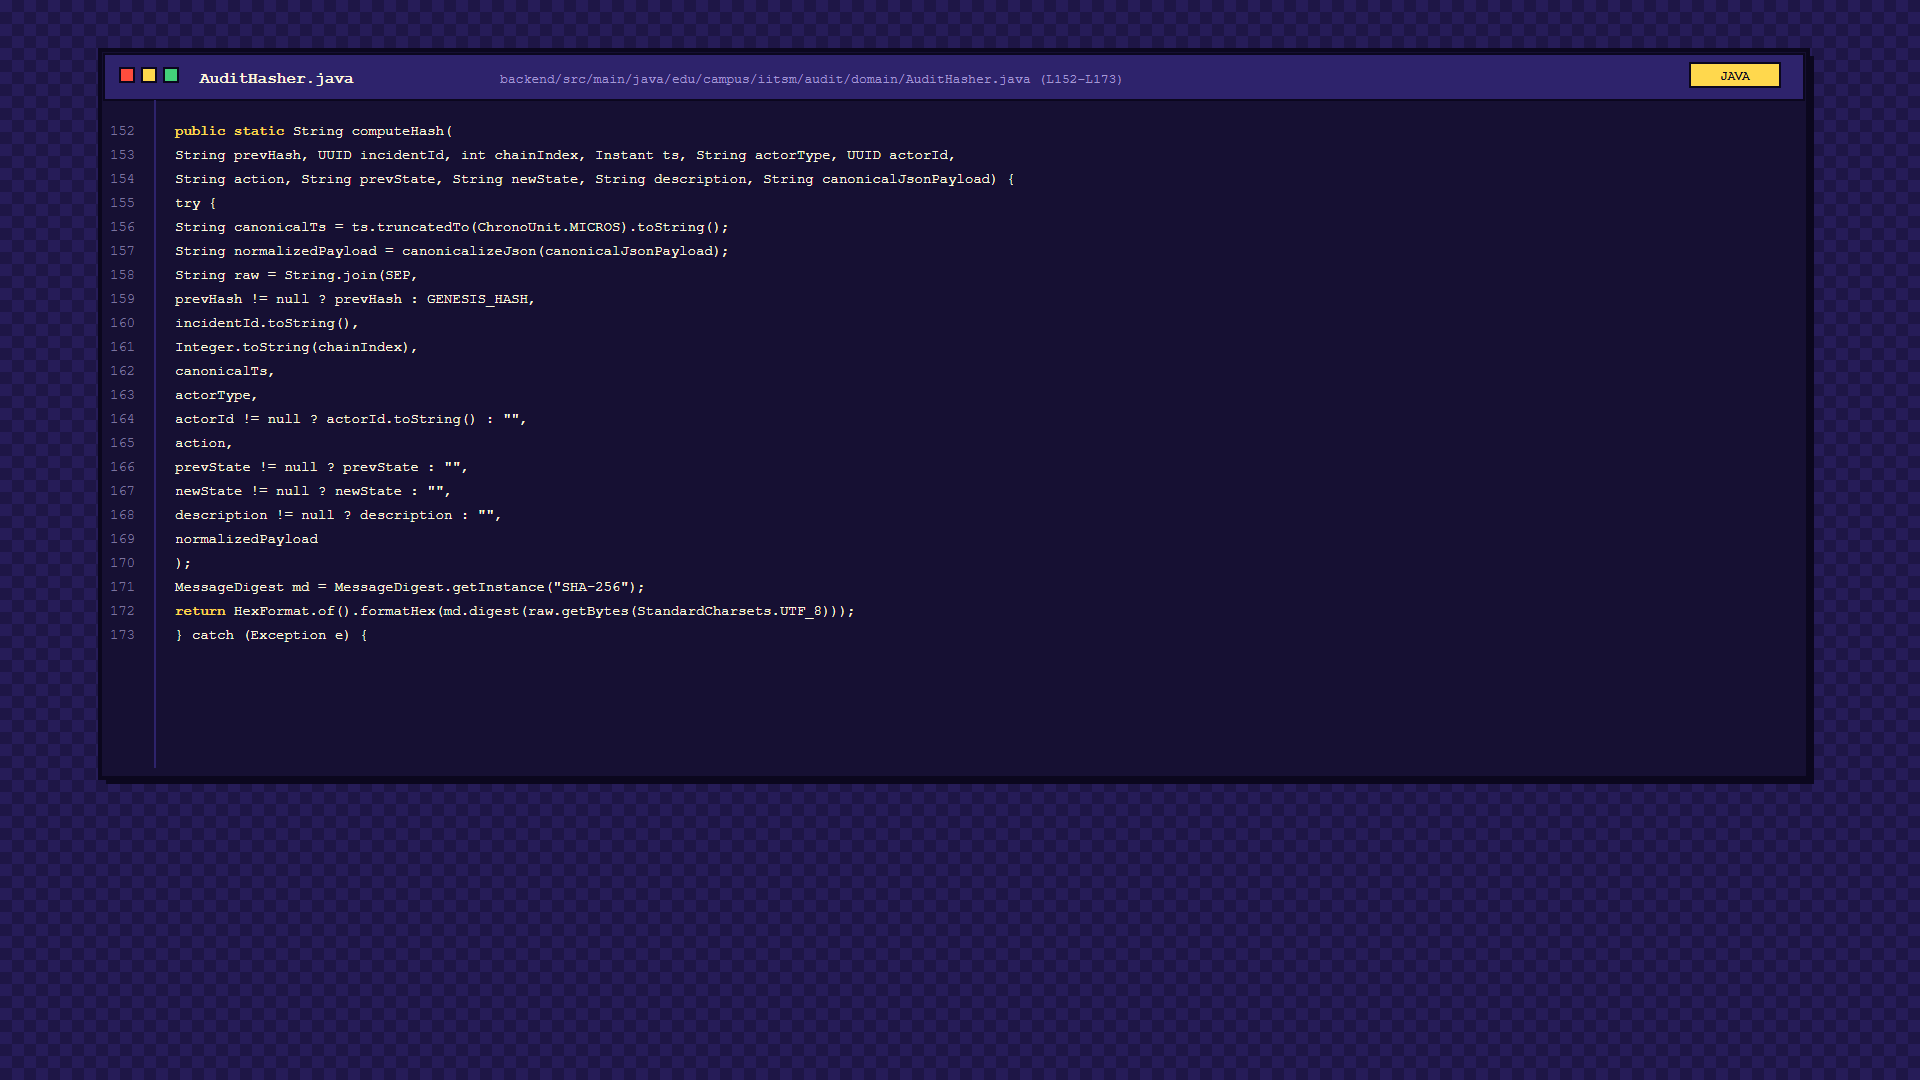 AuditHasher.java
backend/src/main/java/edu/campus/iitsm/audit/domain/AuditHasher.java (L152-L173)
JAVA
152 public static String computeHash(
153 String prevHash, UUID incidentId, int chainIndex, Instant ts, String actorType, UUID actorId,
154 String action, String prevState, String newState, String description, String canonicalJsonPayload) {
155 try {
156 String canonicalTs = ts.truncatedTo(ChronoUnit.MICROS).toString();
157 String normalizedPayload = canonicalizeJson(canonicalJsonPayload);
158 String raw = String.join(SEP,
159 prevHash != null ? prevHash : GENESIS_HASH,
160 incidentId.toString(),
161 Integer.toString(chainIndex),
162 canonicalTs,
163 actorType,
164 actorId != null ? actorId.toString() : "",
165 action,
166 prevState != null ? prevState : "",
167 newState != null ? newState : "",
168 description != null ? description : "",
169 normalizedPayload
170 );
171 MessageDigest md = MessageDigest.getInstance("SHA-256");
172 return HexFormat.of().formatHex(md.digest(raw.getBytes(StandardCharsets.UTF_8)));
173 } catch (Exception e) {